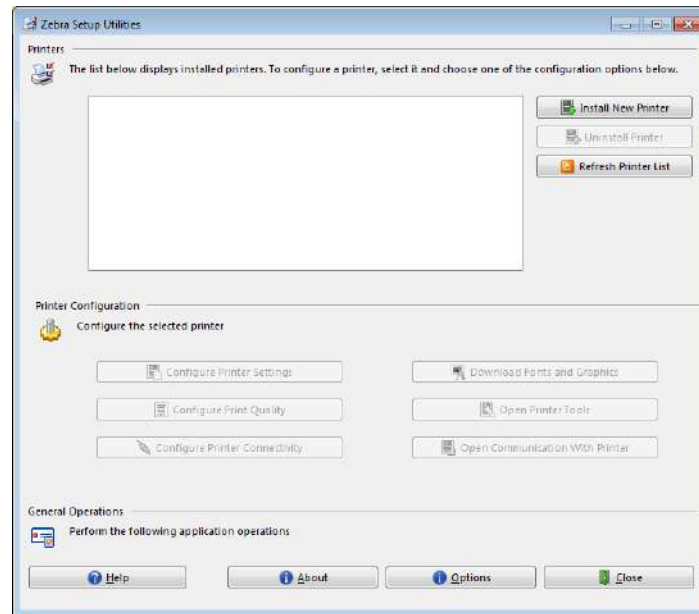 Zebra Setup Utilities
Printers
The list below displays installed printers. To configure a printer, select it and choose one of the configuration options below.
Install New Printer
Uninstall Printer
Refresh Printer List
Printer Configuration
Configure the selected printer
Configure Printer Settings
Download Fonts and Graphics
Configure Print Quality
Open Printer Tools
Configure Printer Connectivity
Open Communication With Printer
General Operations
Perform the following application operations
Help
About
Options
Close